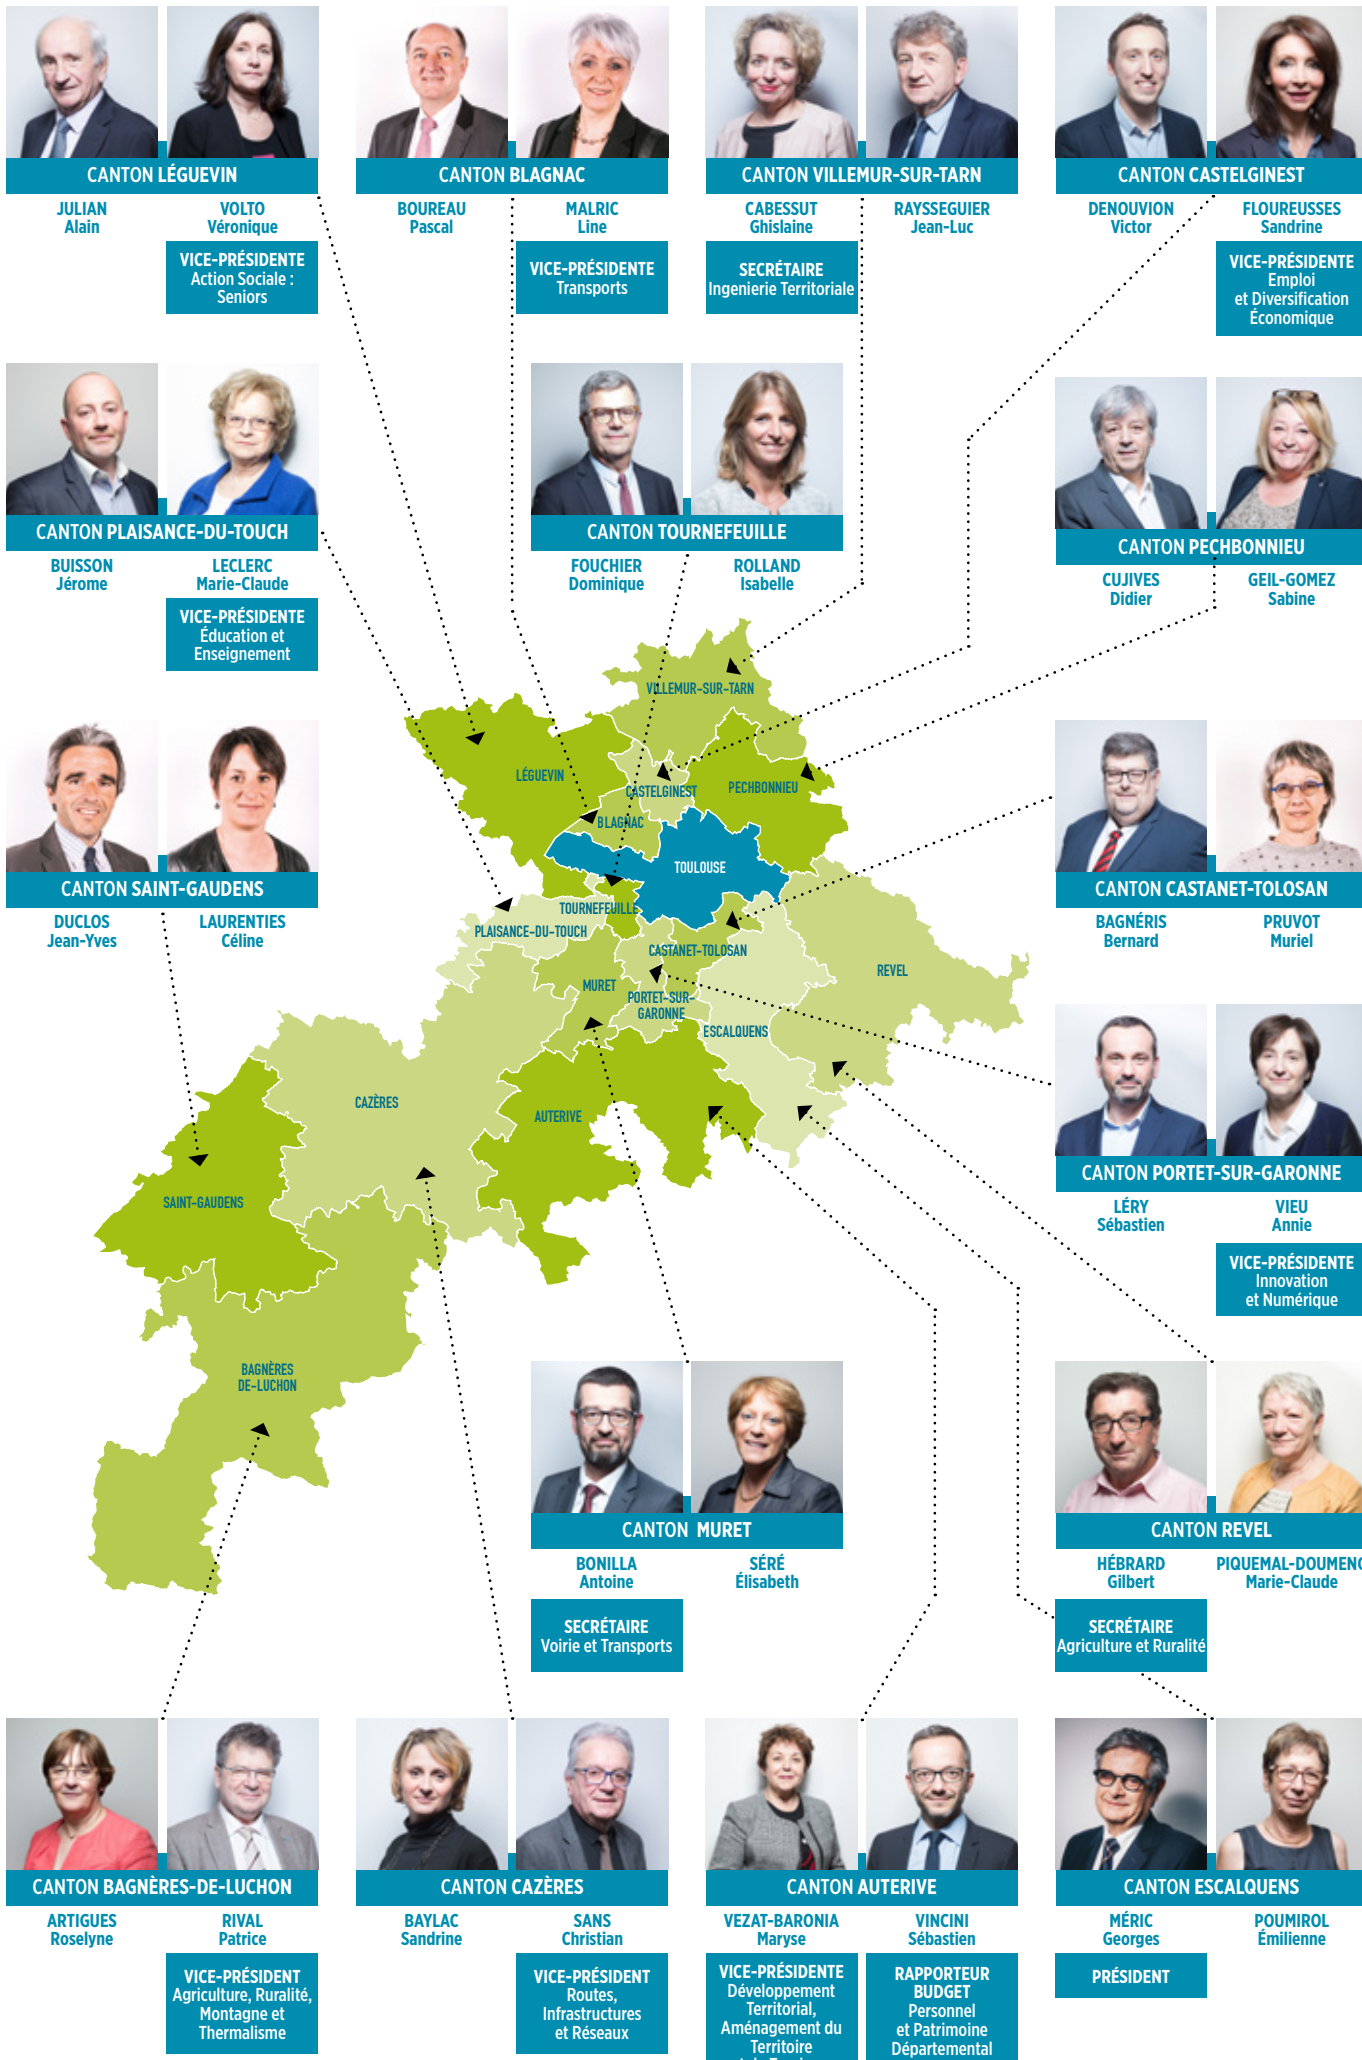 CANTON LÉGUEVIN
JULIAN
Alain
VOLTO
Véronique
VICE-PRÉSIDENTE
Action Sociale :
Seniors
CANTON BLAGNAC
BOUREAU
Pascal
MALRIC
Line
VICE-PRÉSIDENTE
Transports
CANTON VILLEMUR-SUR-TARN
CABESSUT
Ghislaine
SECRÉTAIRE
Ingenierie Territoriale
RAYSSEGUIER
Jean-Luc
CANTON CASTELGINEST
DENOUVION
Victor
FLOUREUSSES
Sandrine
VICE-PRÉSIDENTE
Emploi
et Diversification
Économique
CANTON PLAISANCE-DU-TOUCH
BUISSON
Jérome
LECLERC
Marie-Claude
VICE-PRÉSIDENTE
Éducation et
Enseignement
CANTON TOURNEFEUILLE
FOUCHIER
Dominique
ROLLAND
Isabelle
CANTON PECHBONNIEU
CUJIVES
Didier
GEIL-GOMEZ
Sabine
CANTON SAINT-GAUDENS
DUCLOS
Jean-Yves
LAURENTIES
Céline
CANTON CASTANET-TOLOSAN
BAGNÉRIS
Bernard
PRUVOT
Muriel
VILLEMUR-SUR-TARN
LÉGUEVIN
CASTELGINEST
PECHBONNIEU
BLAGNAC
TOULOUSE
TOURNEFEUILLE
PLAISANCE-DU-TOUCH
CASTANET-TOLOSAN
REVEL
MURET
PORTET-SUR-
GARONNE
ESCALQUENS
CAZÈRES
AUTERIVE
SAINT-GAUDENS
BAGNÈRES
DE-LUCHON
CANTON PORTET-SUR-GARONNE
LÉRY
Sébastien
VIEU
Annie
VICE-PRÉSIDENTE
Innovation
et Numérique
CANTON MURET
BONILLA
Antoine
SECRÉTAIRE
Voirie et Transports
SÉRÉ
Élisabeth
CANTON REVEL
HÉBRARD
Gilbert
SECRÉTAIRE
Agriculture et Ruralité
PIQUEMAL-DOUMENC
Marie-Claude
CANTON BAGNÈRES-DE-LUCHON
ARTIGUES
Roselyne
RIVAL
Patrice
VICE-PRÉSIDENT
Agriculture, Ruralité,
Montagne et
Thermalisme
CANTON CAZÈRES
BAYLAC
Sandrine
SANS
Christian
VICE-PRÉSIDENT
Routes,
Infrastructures
et Réseaux
CANTON AUTERIVE
VEZAT-BARONIA
Maryse
VICE-PRÉSIDENTE
Développement
Territorial,
Aménagement du
Territoire
VINCINI
Sébastien
RAPPORTEUR
BUDGET
Personnel
et Patrimoine
Départemental
CANTON ESCALQUENS
MÉRIC
Georges
PRÉSIDENT
POUMIROL
Émilienne